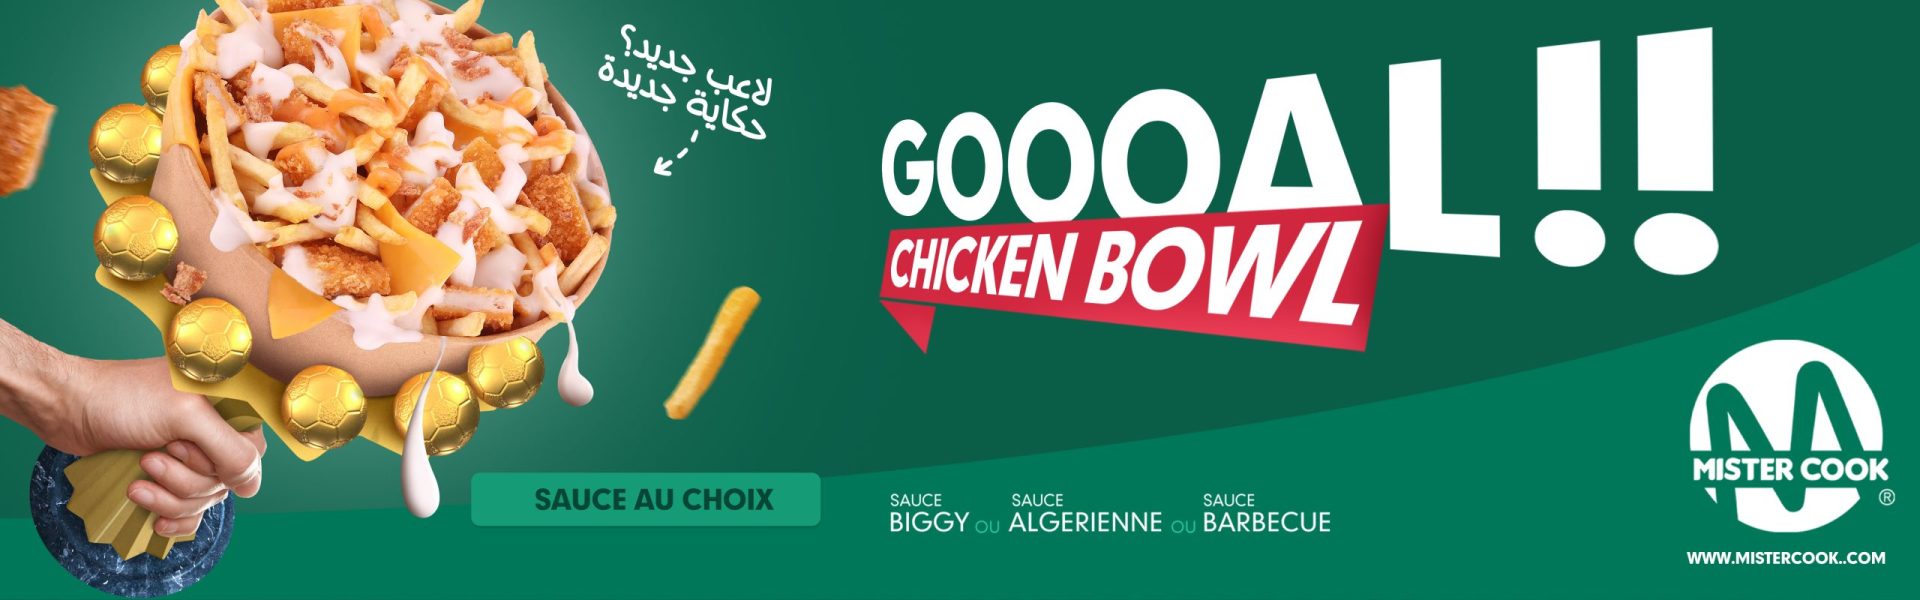 لاعب جديد؟
حكاية جديدة
GOOOAL!!
CHICKEN BOWL
SAUCE AU CHOIX
SAUCE BIGGY ou SAUCE ALGERIENNE ou SAUCE BARBECUE
MISTER COOK
®
WWW.MISTERCOOK..COM